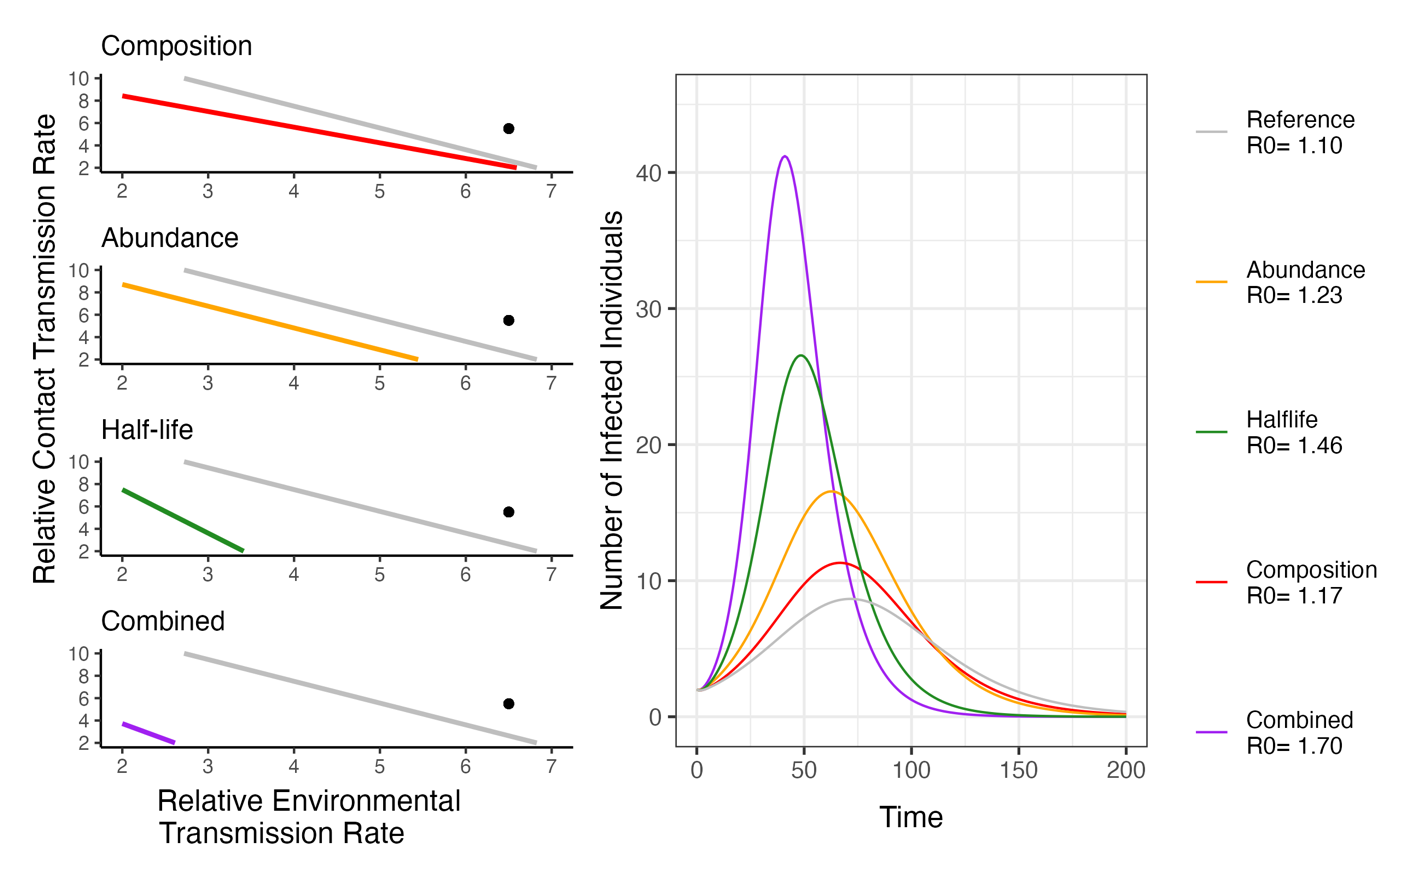 Relative Contact Transmission Rate
Composition
10
8
6
4
2
2 3 4 5 6 7
Abundance
10
8
6
4
2
2 3 4 5 6 7
Half-life
10
8
6
4
2
2 3 4 5 6 7
Combined
10
8
6
4
2
2 3 4 5 6 7
Relative Environmental
Transmission Rate
Number of Infected Individuals
40
30
20
10
0
0 50 100 150 200
Time
Reference
R0= 1.10
Abundance
R0= 1.23
Halflife
R0= 1.46
Composition
R0= 1.17
Combined
R0= 1.70